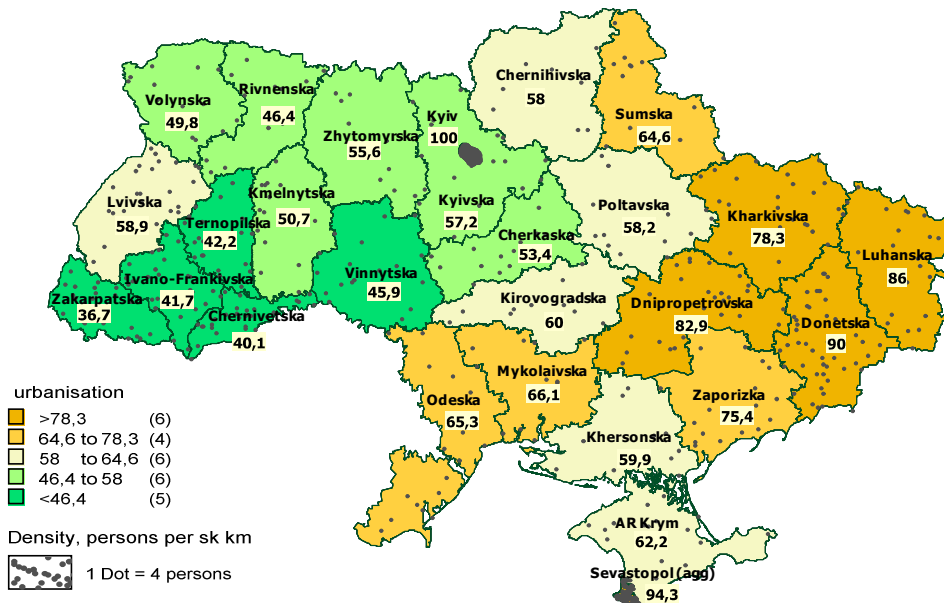 Chernihivska
58
Rivnenska
46,4
Volynska
49,8
Sumska
64,6
Kyiv
100
Zhytomyrska
55,6
Kmelnytska
50,7
Lvivska
58,9
Ternopilska
42,2
Kyivska
57,2
Poltavska
58,2
Kharkivska
78,3
Cherkaska
53,4
Luhanska
86
Vinnytska
45,9
Ivano-Frankivska
41,7
Zakarpatska
36,7
Chernivetska
40,1
Kirovogradska
60
Dnipropetrovska
82,9
Donetska
90
Mykolaivska
66,1
Odeska
65,3
Zaporizka
75,4
Khersonska
59,9
AR Krym
62,2
Sevastopol (agg)
94,3
urbanisation
>78,3 (6)
64,6 to 78,3 (4)
58 to 64,6 (6)
46,4 to 58 (6)
<46,4 (5)
Density, persons per sk km
1 Dot = 4 persons